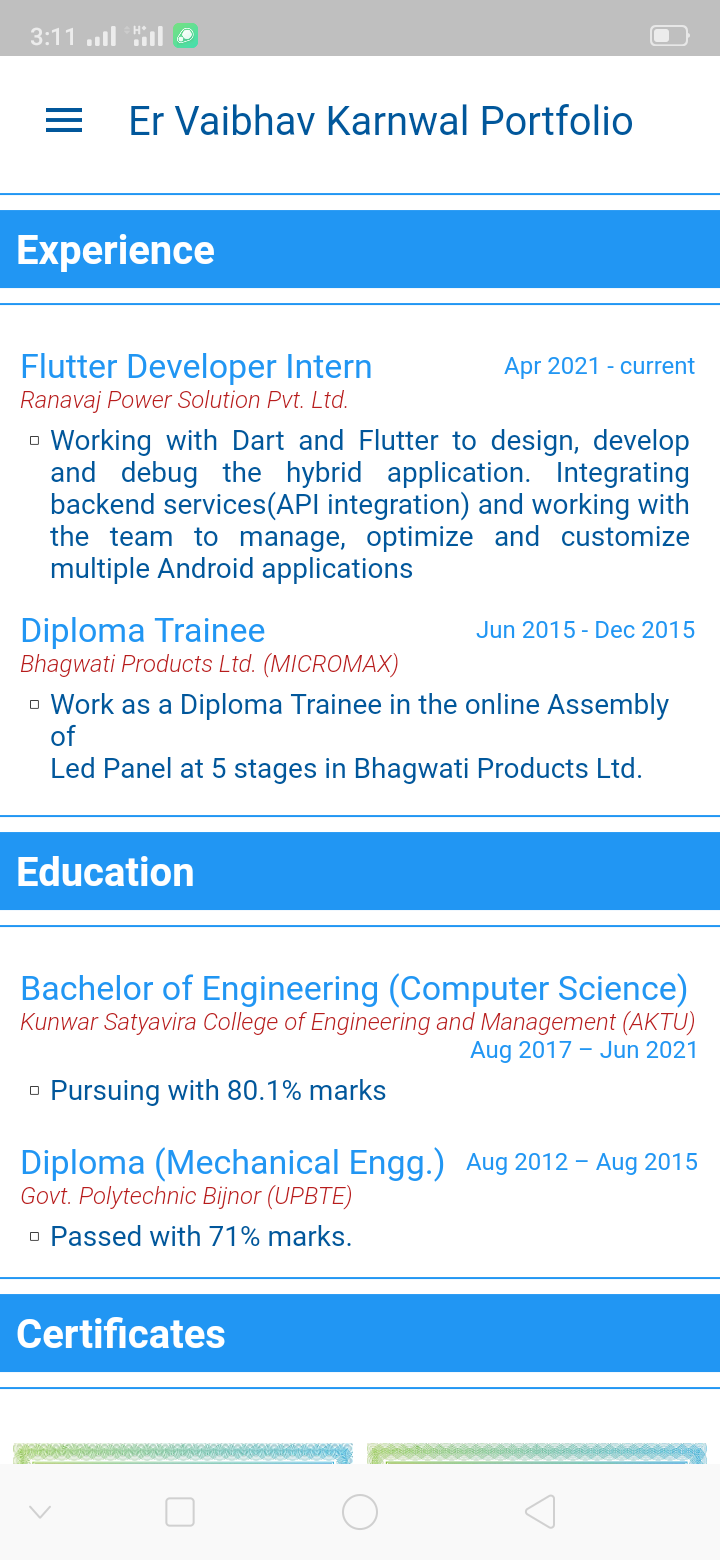 3:11
Er Vaibhav Karnwal Portfolio
Experience
Flutter Developer Intern Apr 2021 - current
Ranavaj Power Solution Pvt. Ltd.
Working with Dart and Flutter to design, develop
and debug the hybrid application. Integrating
backend services(API integration) and working with
the team to manage, optimize and customize
multiple Android applications
Diploma Trainee Jun 2015 - Dec 2015
Bhagwati Products Ltd. (MICROMAX)
Work as a Diploma Trainee in the online Assembly
of
Led Panel at 5 stages in Bhagwati Products Ltd.
Education
Bachelor of Engineering (Computer Science)
Kunwar Satyavira College of Engineering and Management (AKTU)
Aug 2017 – Jun 2021
Pursuing with 80.1% marks
Diploma (Mechanical Engg.) Aug 2012 – Aug 2015
Govt. Polytechnic Bijnor (UPBTE)
Passed with 71% marks.
Certificates